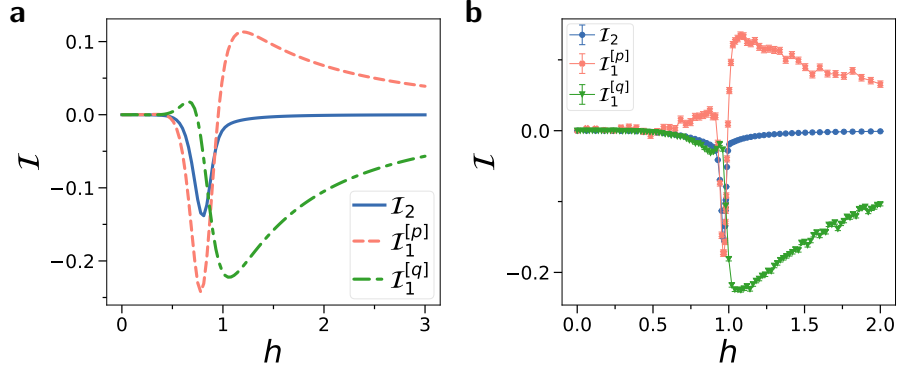 a
0.1
0.0
−0.1
−0.2
0
1
2
3
h
ℐ
ℐ₂
ℐ₁^[p]
ℐ₁^[q]
b
0.0
−0.2
0.0
0.5
1.0
1.5
2.0
h
ℐ
ℐ₂
ℐ₁^[p]
ℐ₁^[q]